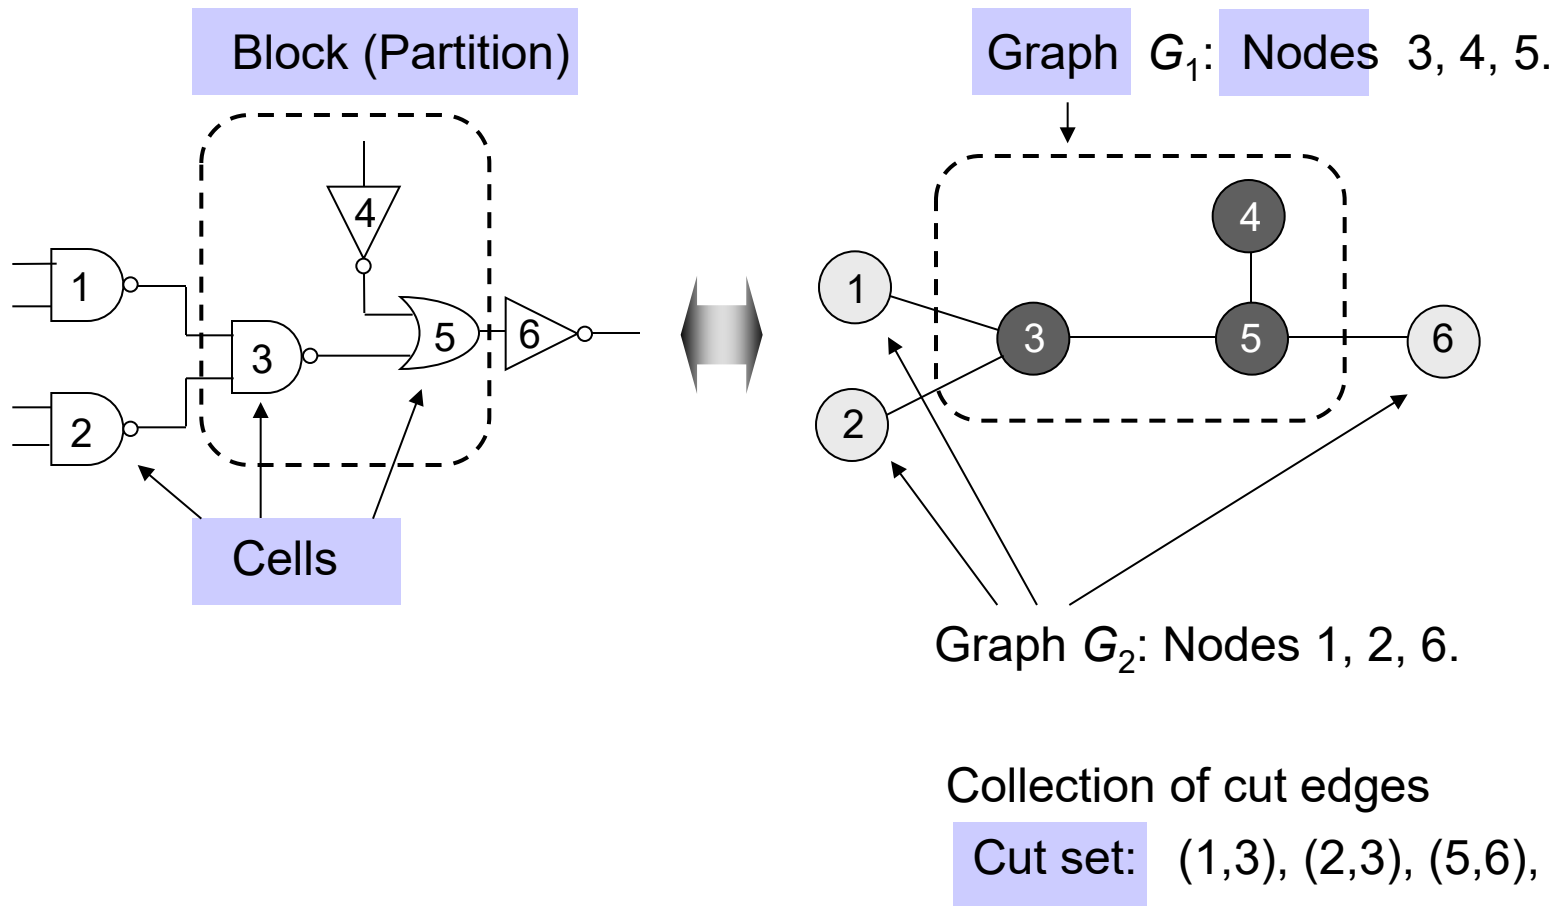 Block (Partition)
Graph G1: Nodes 3, 4, 5.
4
1
5
6
3
2
Cells
4
1
3
5
6
2
Graph G2: Nodes 1, 2, 6.
Collection of cut edges
Cut set: (1,3), (2,3), (5,6),